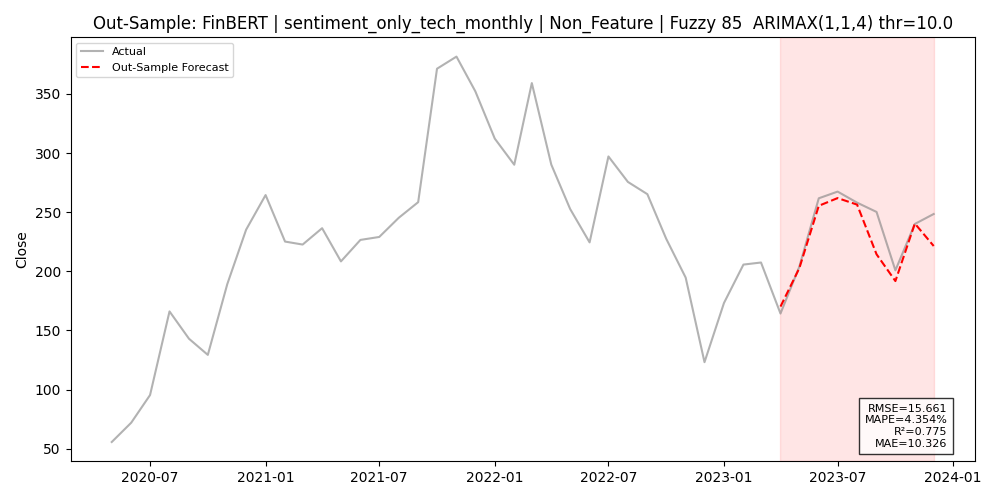 Out-Sample: FinBERT | sentiment_only_tech_monthly | Non_Feature | Fuzzy 85  ARIMAX(1,1,4) thr=10.0
Actual
Out-Sample Forecast
Close
350
300
250
200
150
100
50
RMSE=15.661
MAPE=4.354%
R²=0.775
MAE=10.326
2020-07
2021-01
2021-07
2022-01
2022-07
2023-01
2023-07
2024-01